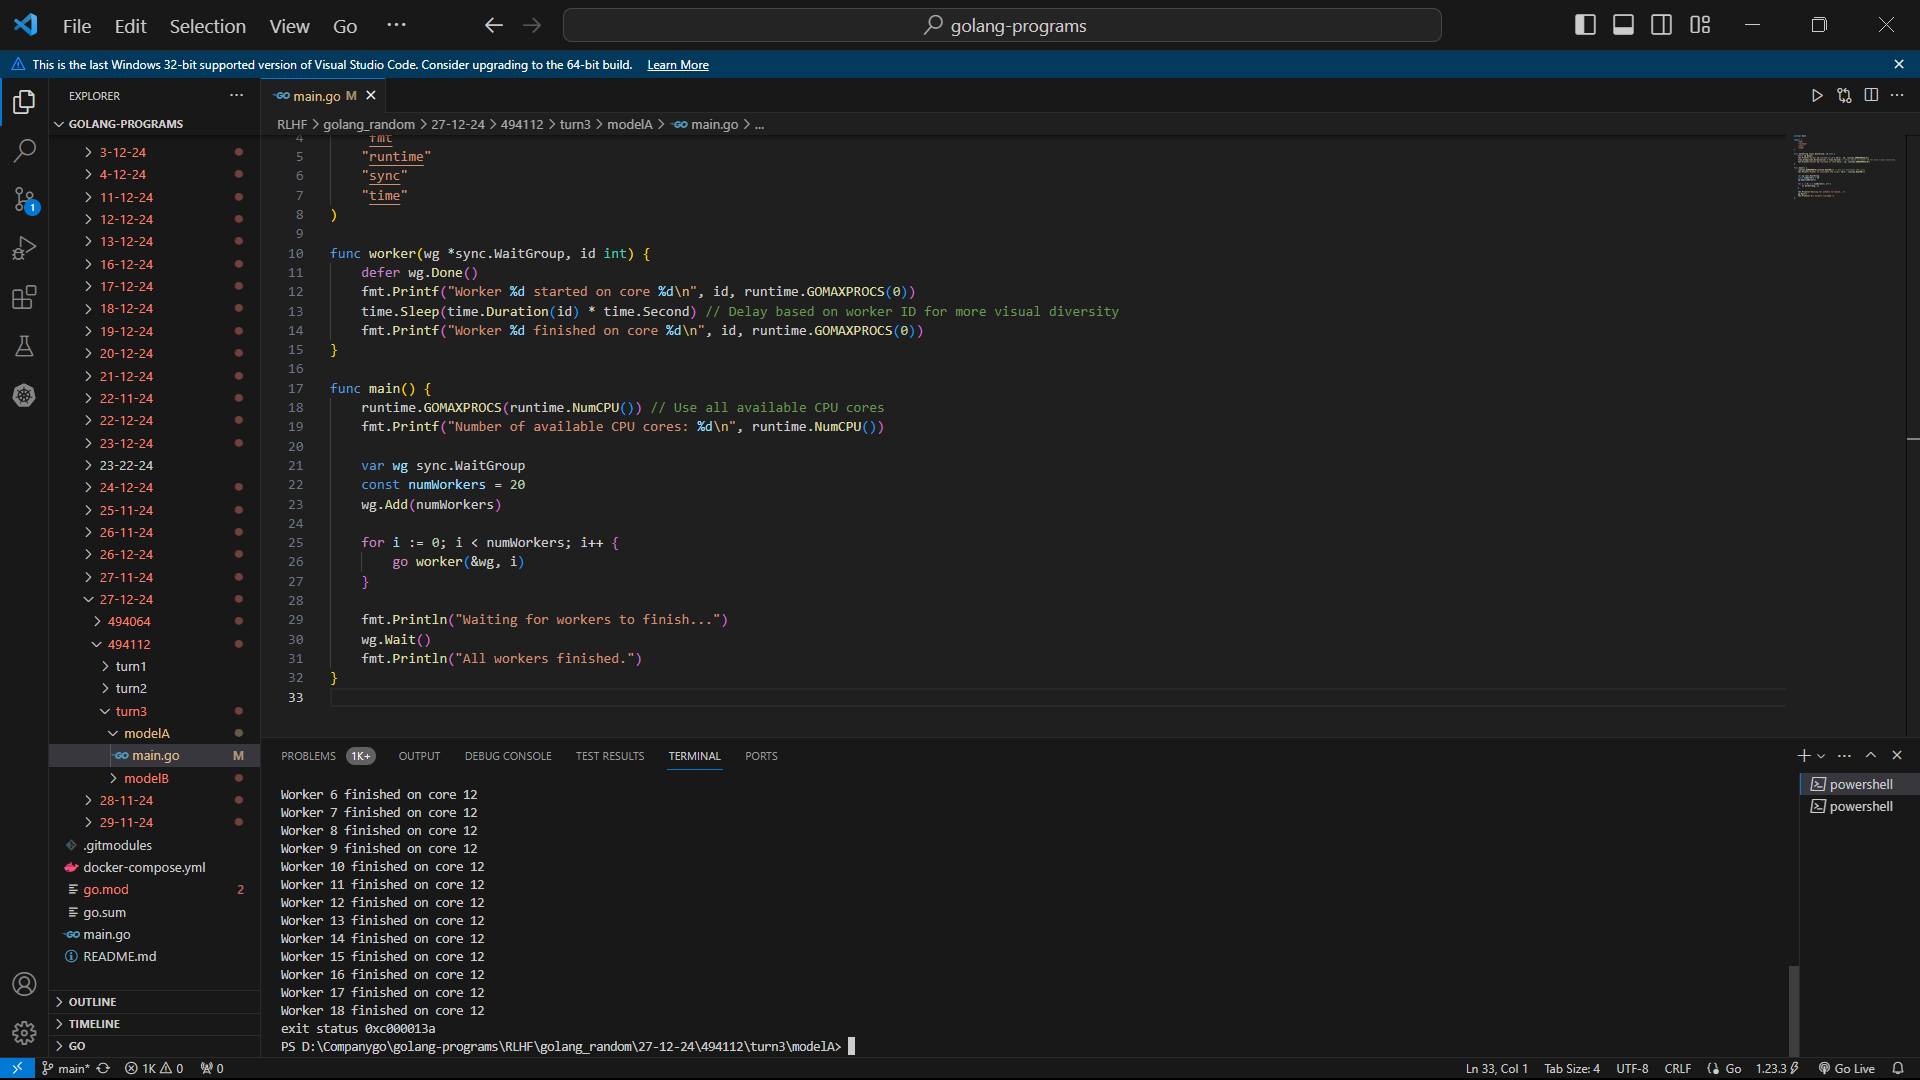 File Edit Selection View Go ···
golang-programs
This is the last Windows 32-bit supported version of Visual Studio Code. Consider upgrading to the 64-bit build. Learn More
EXPLORER
GOLANG-PROGRAMS
3-12-24
4-12-24
11-12-24
12-12-24
13-12-24
16-12-24
17-12-24
18-12-24
19-12-24
20-12-24
21-12-24
22-11-24
22-12-24
23-12-24
23-22-24
24-12-24
25-11-24
26-11-24
26-12-24
27-11-24
27-12-24
494064
494112
turn1
turn2
turn3
modelA
main.go M
modelB
28-11-24
29-11-24
.gitmodules
docker-compose.yml
go.mod 2
go.sum
main.go
README.md
OUTLINE
TIMELINE
GO
1
main.go M
RLHF > golang_random > 27-12-24 > 494112 > turn3 > modelA > main.go > ...
4 "fmt"
5 "runtime"
6 "sync"
7 "time"
8 )
9
10 func worker(wg *sync.WaitGroup, id int) {
11 defer wg.Done()
12 fmt.Printf("Worker %d started on core %d\n", id, runtime.GOMAXPROCS(0))
13 time.Sleep(time.Duration(id) * time.Second) // Delay based on worker ID for more visual diversity
14 fmt.Printf("Worker %d finished on core %d\n", id, runtime.GOMAXPROCS(0))
15 }
16
17 func main() {
18 runtime.GOMAXPROCS(runtime.NumCPU()) // Use all available CPU cores
19 fmt.Printf("Number of available CPU cores: %d\n", runtime.NumCPU())
20
21 var wg sync.WaitGroup
22 const numWorkers = 20
23 wg.Add(numWorkers)
24
25 for i := 0; i < numWorkers; i++ {
26 go worker(&wg, i)
27 }
28
29 fmt.Println("Waiting for workers to finish...")
30 wg.Wait()
31 fmt.Println("All workers finished.")
32 }
33
PROBLEMS 1K+ OUTPUT DEBUG CONSOLE TEST RESULTS TERMINAL PORTS
Worker 6 finished on core 12
Worker 7 finished on core 12
Worker 8 finished on core 12
Worker 9 finished on core 12
Worker 10 finished on core 12
Worker 11 finished on core 12
Worker 12 finished on core 12
Worker 13 finished on core 12
Worker 14 finished on core 12
Worker 15 finished on core 12
Worker 16 finished on core 12
Worker 17 finished on core 12
Worker 18 finished on core 12
exit status 0xc000013a
PS D:\Companygo\golang-programs\RLHF\golang_random\27-12-24\494112\turn3\modelA>
powershell
powershell
main* 1K 0 0 Ln 33, Col 1 Tab Size: 4 UTF-8 CRLF Go 1.23.3 Go Live